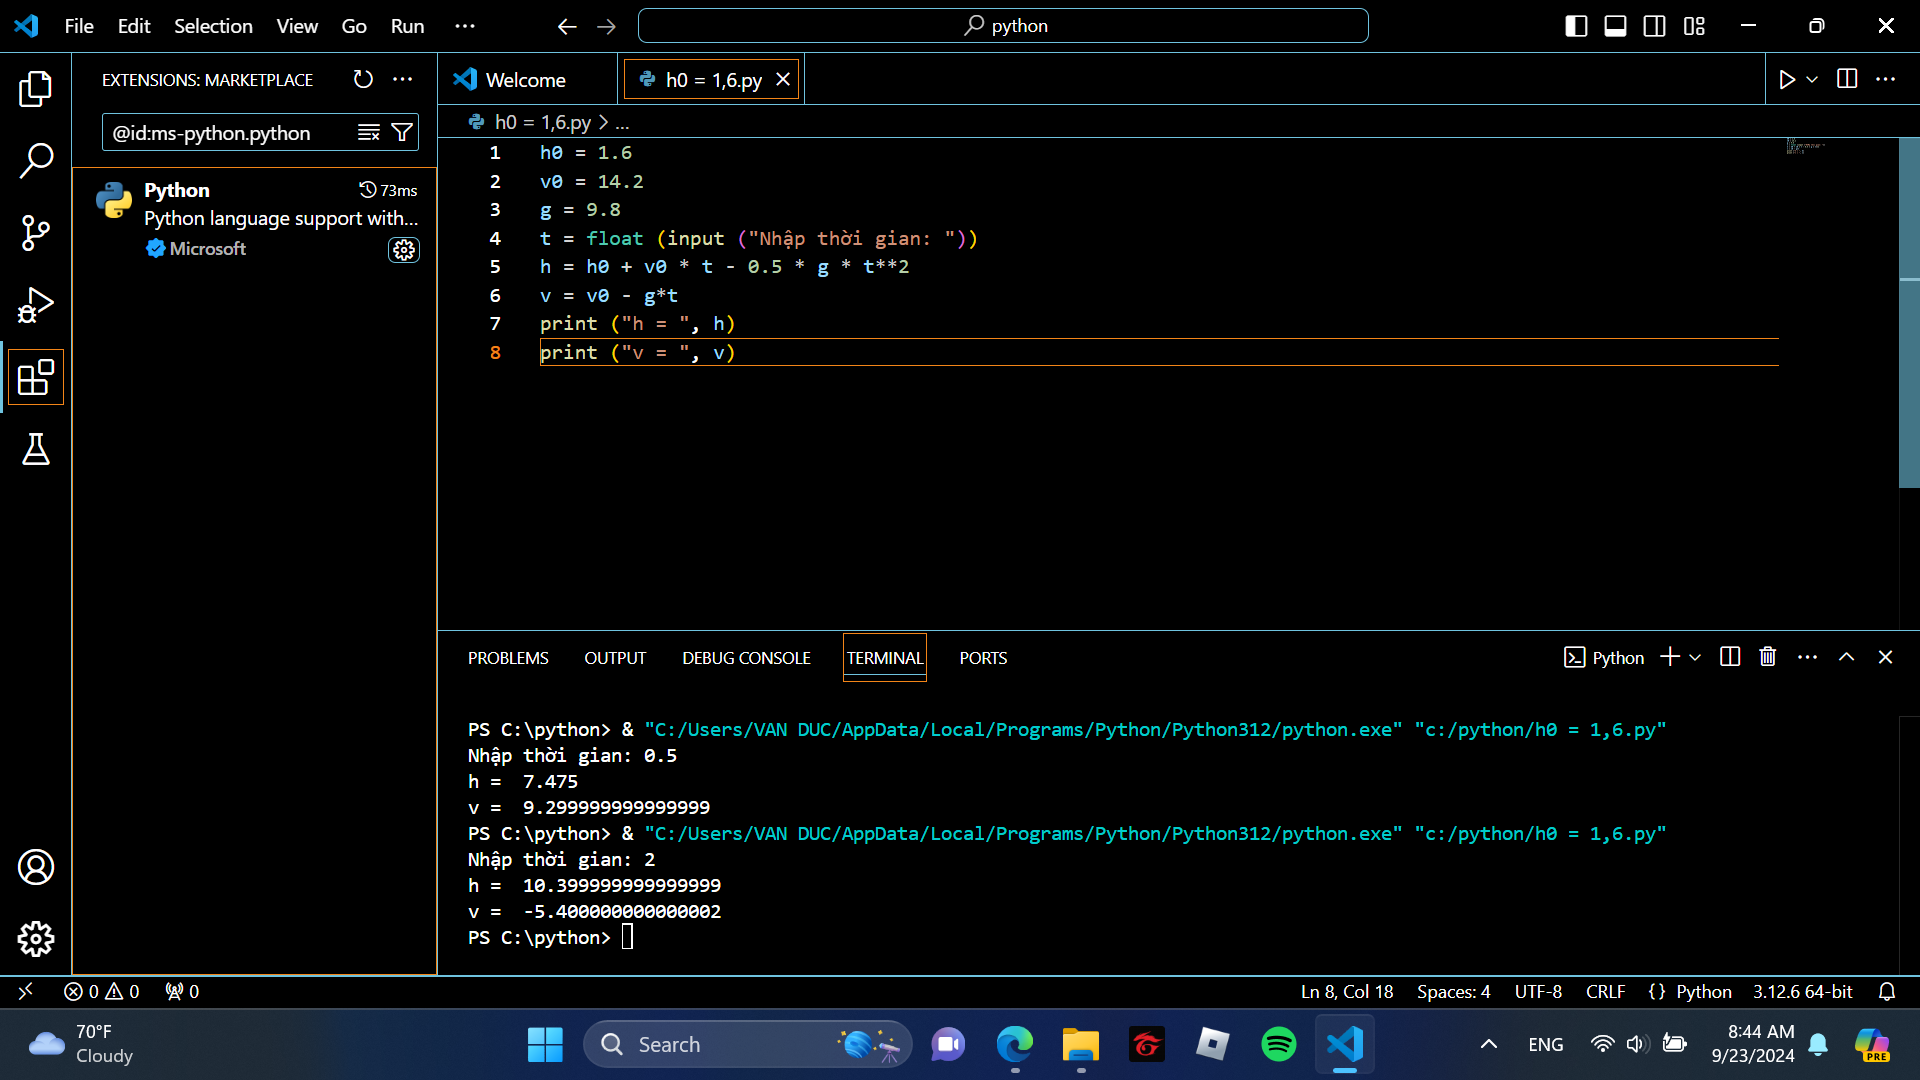 File Edit Selection View Go Run ···
python
EXTENSIONS: MARKETPLACE
@id:ms-python.python
Python 73ms
Python language support with...
Microsoft
Welcome
h0 = 1,6.py
h0 = 1,6.py > ...
1 h0 = 1.6
2 v0 = 14.2
3 g = 9.8
4 t = float (input ("Nhập thời gian: "))
5 h = h0 + v0 * t - 0.5 * g * t**2
6 v = v0 - g*t
7 print ("h = ", h)
8 print ("v = ", v)
PROBLEMS OUTPUT DEBUG CONSOLE TERMINAL PORTS
Python
PS C:\python> & "C:/Users/VAN DUC/AppData/Local/Programs/Python/Python312/python.exe" "c:/python/h0 = 1,6.py"
Nhập thời gian: 0.5
h =  7.475
v =  9.299999999999999
PS C:\python> & "C:/Users/VAN DUC/AppData/Local/Programs/Python/Python312/python.exe" "c:/python/h0 = 1,6.py"
Nhập thời gian: 2
h =  10.399999999999999
v =  -5.400000000000002
PS C:\python>
0 0 0
Ln 8, Col 18 Spaces: 4 UTF-8 CRLF {} Python 3.12.6 64-bit
70°F
Cloudy
Search
ENG
8:44 AM
9/23/2024
PRE